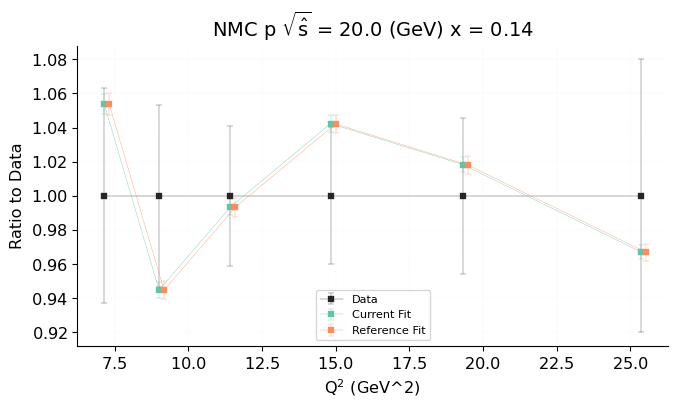 NMC p √ŝ = 20.0 (GeV) x = 0.14
Ratio to Data
1.08
1.06
1.04
1.02
1.00
0.98
0.96
0.94
0.92
Data
Current Fit
Reference Fit
7.5 10.0 12.5 15.0 17.5 20.0 22.5 25.0
Q² (GeV^2)